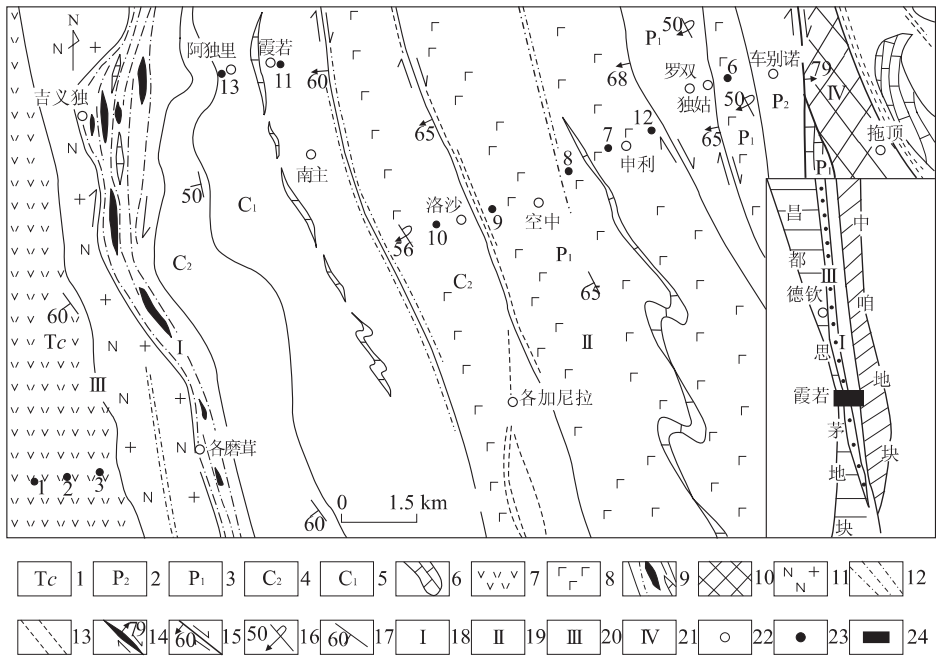 N
N
+
N
吉义独
N
+
N
60
Tc
Ⅲ
+
N
+
+
N
+
N
+
N
+
1
2
3
阿独里
13
霞若
11
60
50
C₁
C₂
Ⅰ
各磨茸
南主
65
洛沙
10
56
9
空中
C₂
8
P₁
65
Ⅱ
各加尼拉
60
0 1.5 km
7
申利
12
68
P₁
50
罗双
独姑
6
50
65
P₁
P₂
车别诺
79
Ⅳ
P₁
拖顶
昌
都
德钦
思
霞若
茅
地
块
Ⅲ
Ⅰ
中
咱
地
块
Tc 1 P₂ 2 P₁ 3 C₂ 4 C₁ 5 6 7 8 9 10 N + N 11 12
13 79 14 60 15 50 16 60 17 Ⅰ 18 Ⅱ 19 Ⅲ 20 Ⅳ 21 22 23 24